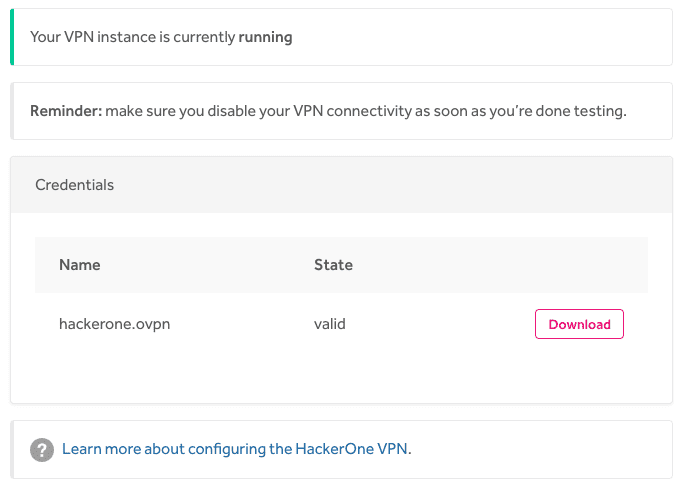 Your VPN instance is currently running
Reminder: make sure you disable your VPN connectivity as soon as you're done testing.
Credentials
Name State
hackerone.ovpn valid Download
? Learn more about configuring the HackerOne VPN.